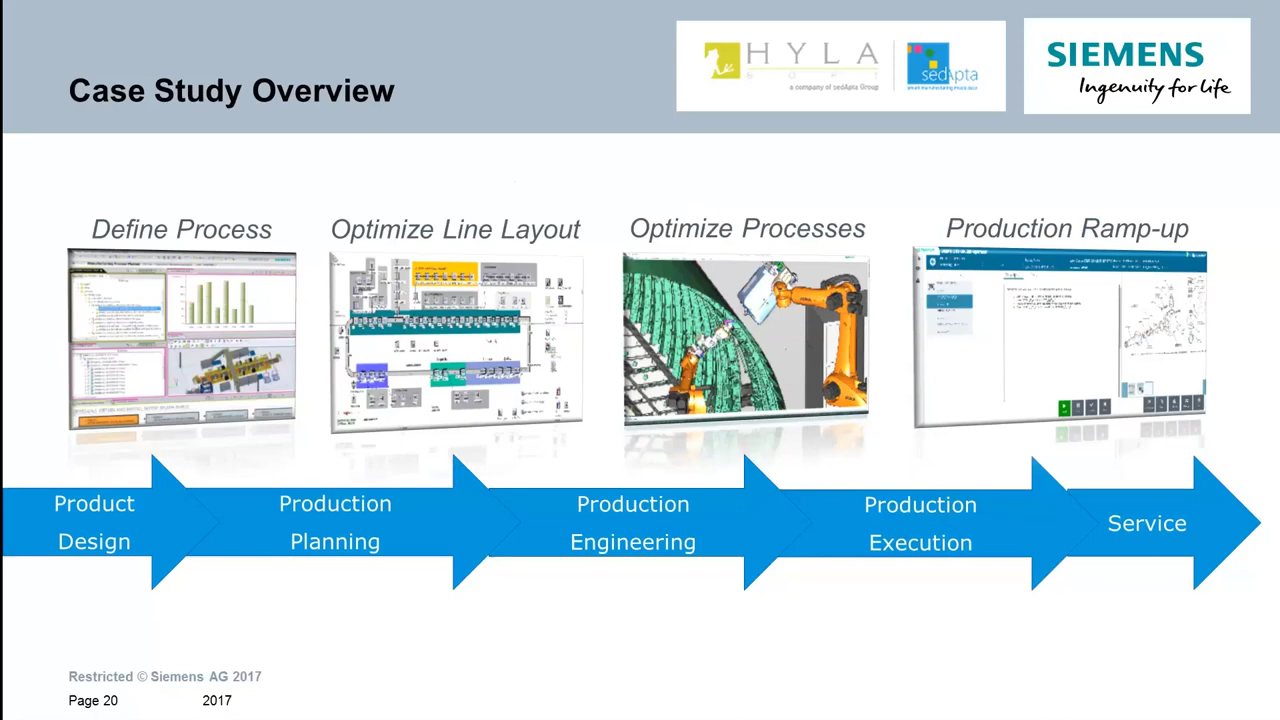 Case Study Overview
HYLA
soft
a company of sedApta Group
sedApta
SIEMENS
Ingenuity for life
Define Process
Optimize Line Layout
Optimize Processes
Production Ramp-up
Product
Design
Production
Planning
Production
Engineering
Production
Execution
Service
Restricted © Siemens AG 2017
Page 20
2017